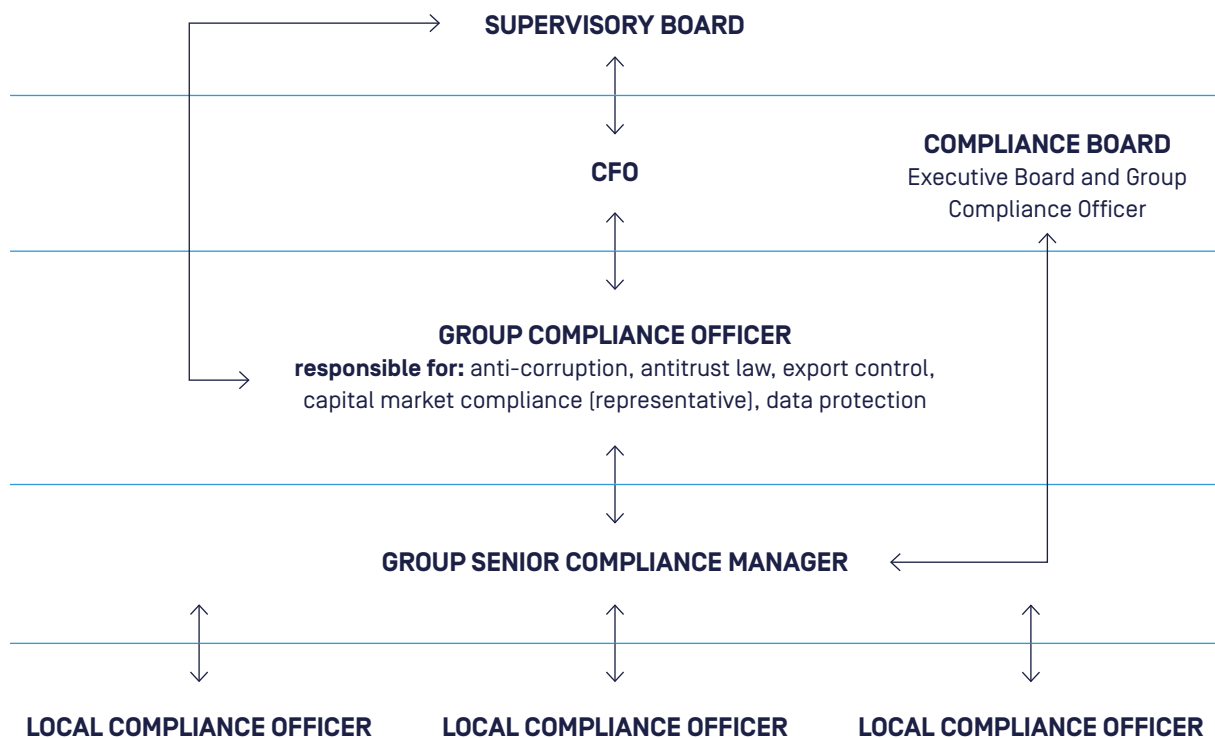 SUPERVISORY BOARD
CFO
COMPLIANCE BOARD
Executive Board and Group
Compliance Officer
GROUP COMPLIANCE OFFICER
responsible for: anti-corruption, antitrust law, export control,
capital market compliance (representative), data protection
GROUP SENIOR COMPLIANCE MANAGER
LOCAL COMPLIANCE OFFICER
LOCAL COMPLIANCE OFFICER
LOCAL COMPLIANCE OFFICER